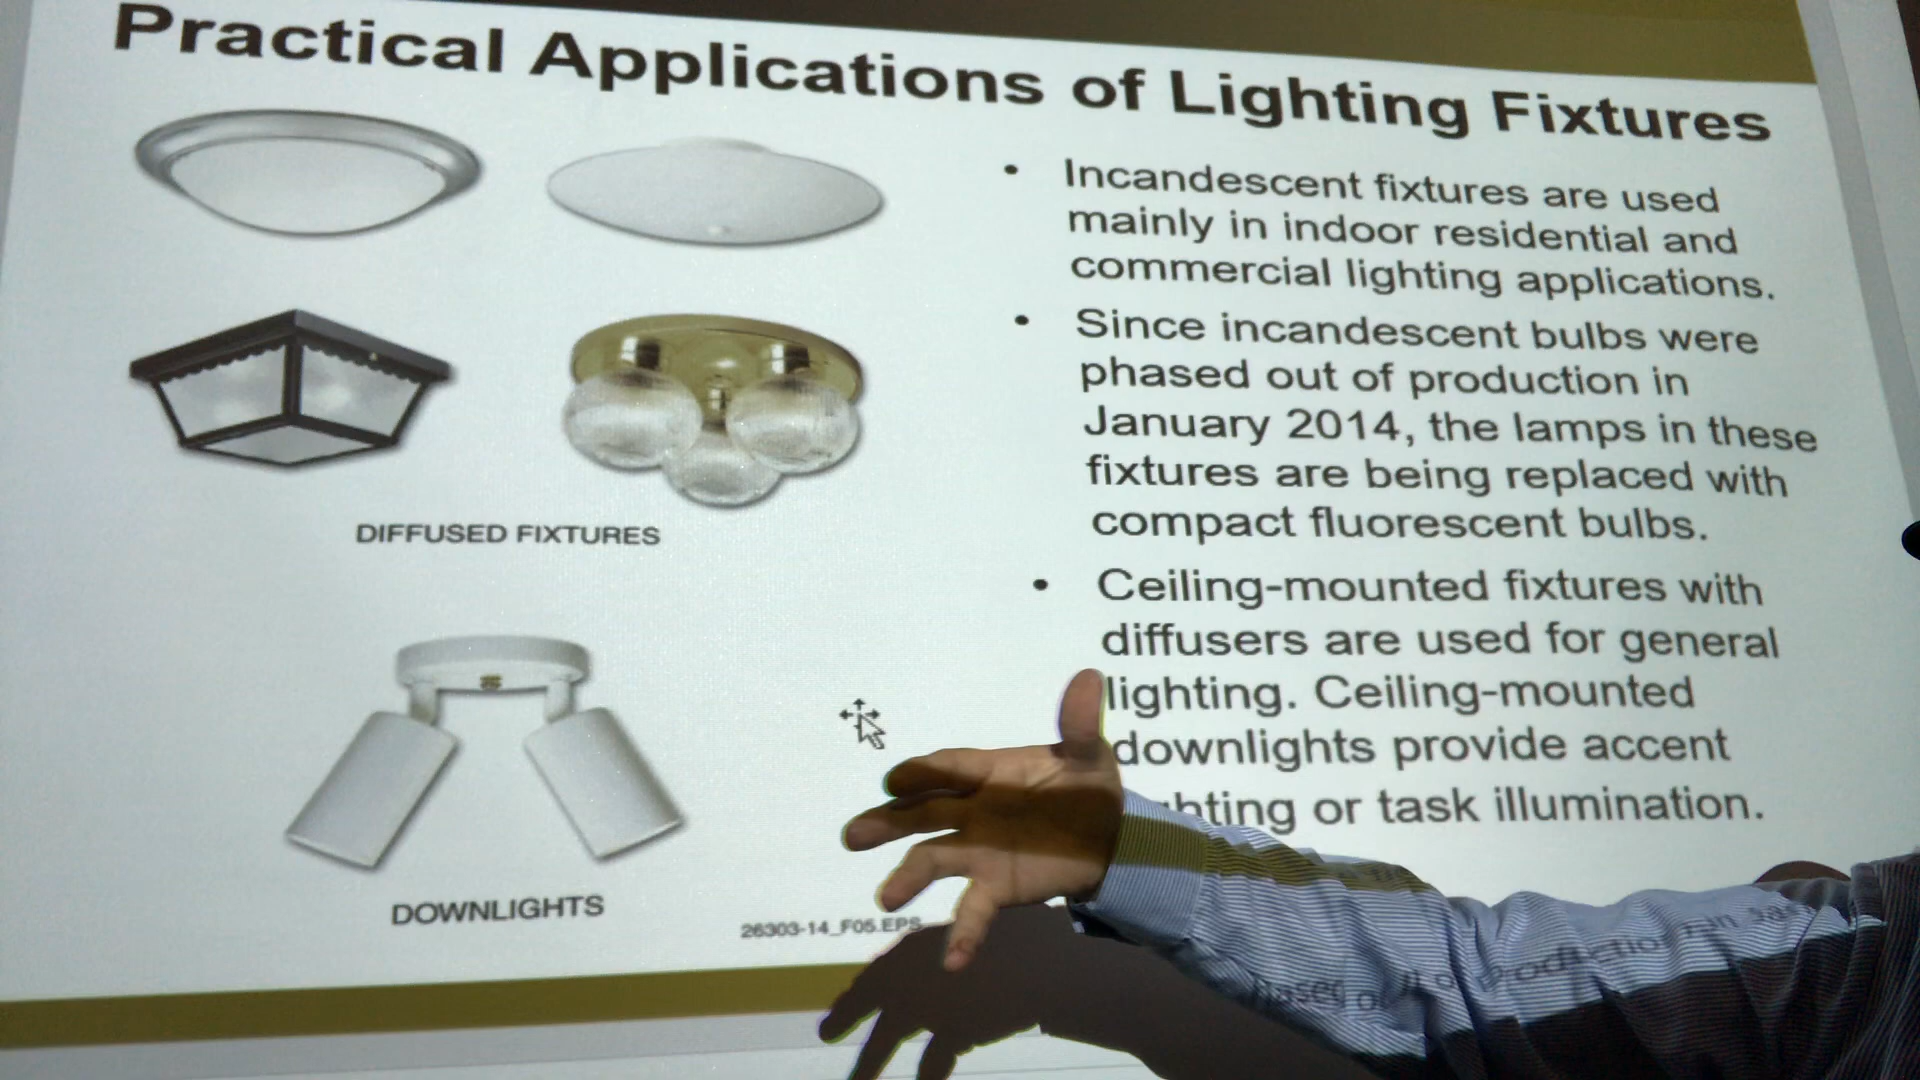 Practical Applications of Lighting Fixtures
DIFFUSED FIXTURES
DOWNLIGHTS
26303-14_F05.EPS
• Incandescent fixtures are used
mainly in indoor residential and
commercial lighting applications.
• Since incandescent bulbs were
phased out of production in
January 2014, the lamps in these
fixtures are being replaced with
compact fluorescent bulbs.
• Ceiling-mounted fixtures with
diffusers are used for general
lighting. Ceiling-mounted
downlights provide accent
hting or task illumination.